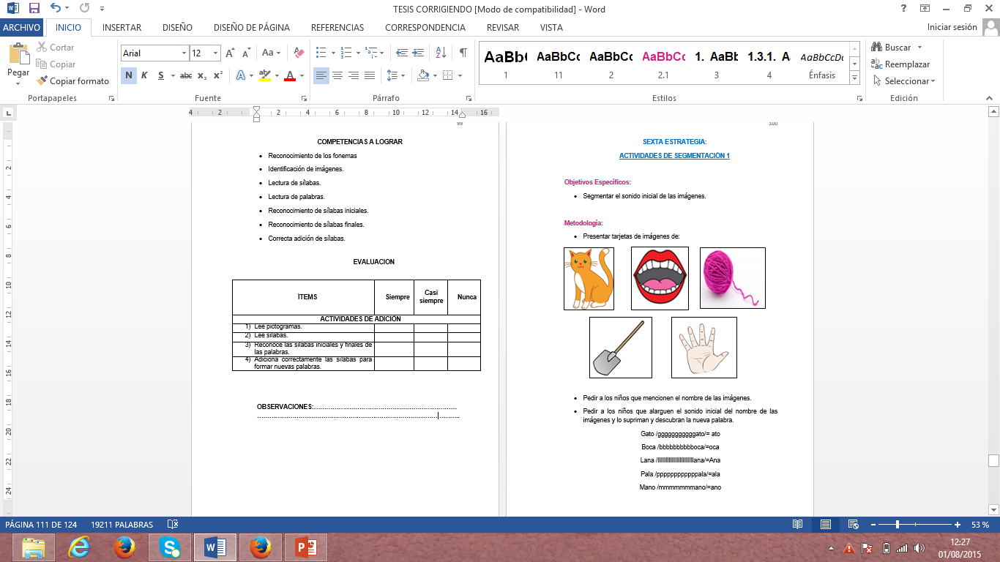 TESIS CORRIGIENDO [Modo de compatibilidad] - Word
ARCHIVO INICIO INSERTAR DISEÑO DISEÑO DE PÁGINA REFERENCIAS CORRESPONDENCIA REVISAR VISTA Iniciar sesión
Pegar
Cortar
Copiar
Copiar formato
Portapapeles
Arial 12
N K S abc x₂ x²
Fuente
Párrafo
AaBbC AaBbCc AaBbCc AaBbCc 1. AaBb 1.3.1. A AaBbCcDc
1 11 2 2.1 3 4 Énfasis
Estilos
Buscar
Reemplazar
Seleccionar
Edición
4 2 2 4 6 8 10 12 14 16
2
4
6
8
10
12
14
16
18
20
22
24
99
COMPETENCIAS A LOGRAR
• Reconocimiento de los fonemas
• Identificación de imágenes.
• Lectura de sílabas.
• Lectura de palabras.
• Reconocimiento de sílabas iniciales.
• Reconocimiento de sílabas finales.
• Correcta adición de sílabas.
EVALUACION
ÍTEMS Siempre Casi siempre Nunca
ACTIVIDADES DE ADICIÓN
1) Lee pictogramas.
2) Lee sílabas.
3) Reconoce las sílabas iniciales y finales de
las palabras.
4) Adiciona correctamente las sílabas para
formar nuevas palabras.
OBSERVACIONES:
100
SEXTA ESTRATEGIA:
ACTIVIDADES DE SEGMENTACIÓN 1
Objetivos Específicos:
• Segmentar el sonido inicial de las imágenes.
Metodología:
• Presentar tarjetas de imágenes de:
• Pedir a los niños que mencionen el nombre de las imágenes.
• Pedir a los niños que alarguen el sonido inicial del nombre de las
imágenes y lo supriman y descubran la nueva palabra.
Gato /gggggggggggato/= ato
Boca /bbbbbbbbbboca/=oca
Lana /lllllllllllllllllllllllllana/=Ana
Pala /ppppppppppppala/=ala
Mano /mmmmmmmano/=ano
PÁGINA 111 DE 124 19211 PALABRAS 53 %
12:27
01/08/2015